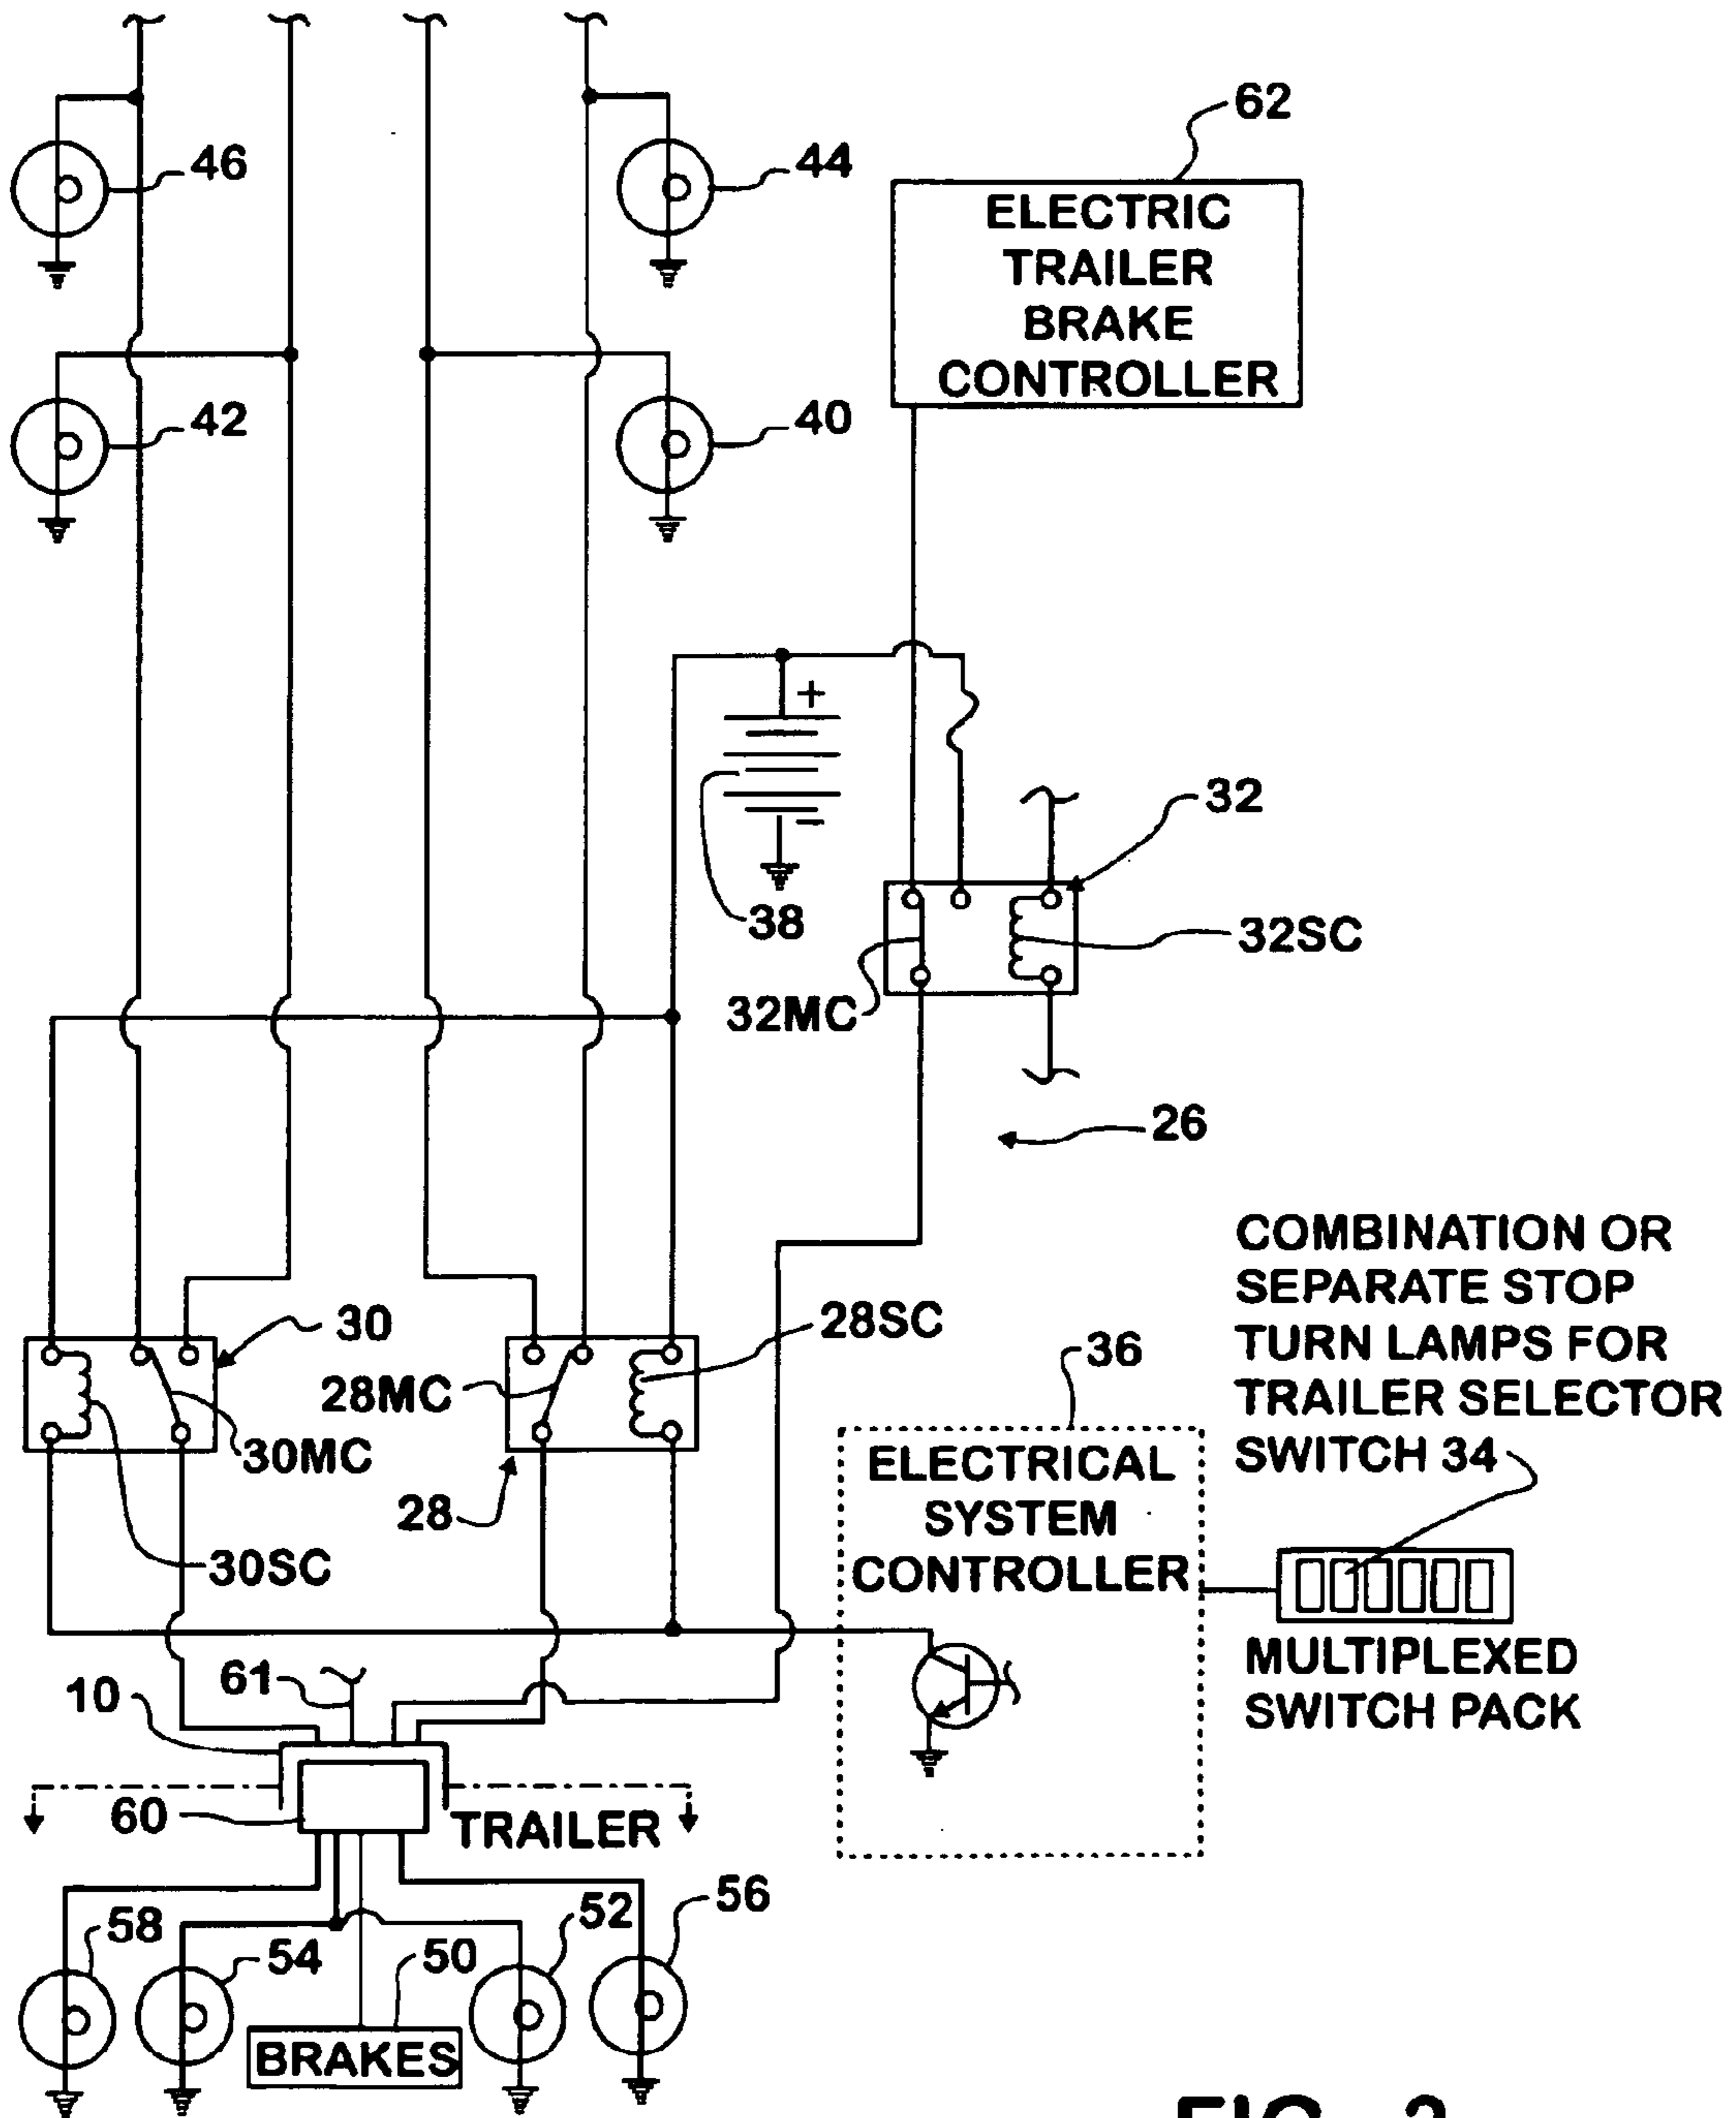 62
46
44
ELECTRIC
TRAILER
BRAKE
CONTROLLER
42
40
+
−
32
38
32SC
32MC
26
COMBINATION OR
SEPARATE STOP
TURN LAMPS FOR
TRAILER SELECTOR
SWITCH 34
30
28SC
36
28MC
30MC
28
ELECTRICAL
SYSTEM
CONTROLLER
30SC
MULTIPLEXED
SWITCH PACK
61
10
60
TRAILER
56
58
52
54
50
BRAKES